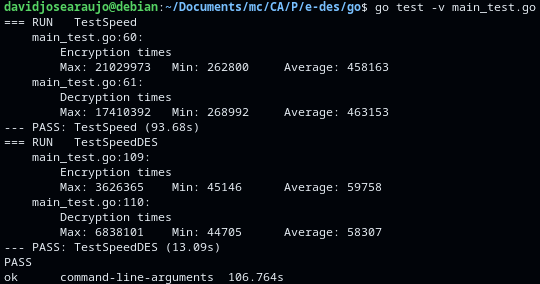 davidjosearaujo@debian:~/Documents/mc/CA/P/e-des/go$ go test -v main_test.go
=== RUN   TestSpeed
    main_test.go:60:
        Encryption times
        Max: 21029973   Min: 262800     Average: 458163
    main_test.go:61:
        Decryption times
        Max: 17410392   Min: 268992     Average: 463153
--- PASS: TestSpeed (93.68s)
=== RUN   TestSpeedDES
    main_test.go:109:
        Encryption times
        Max: 3626365    Min: 45146      Average: 59758
    main_test.go:110:
        Decryption times
        Max: 6838101    Min: 44705      Average: 58307
--- PASS: TestSpeedDES (13.09s)
PASS
ok      command-line-arguments  106.764s